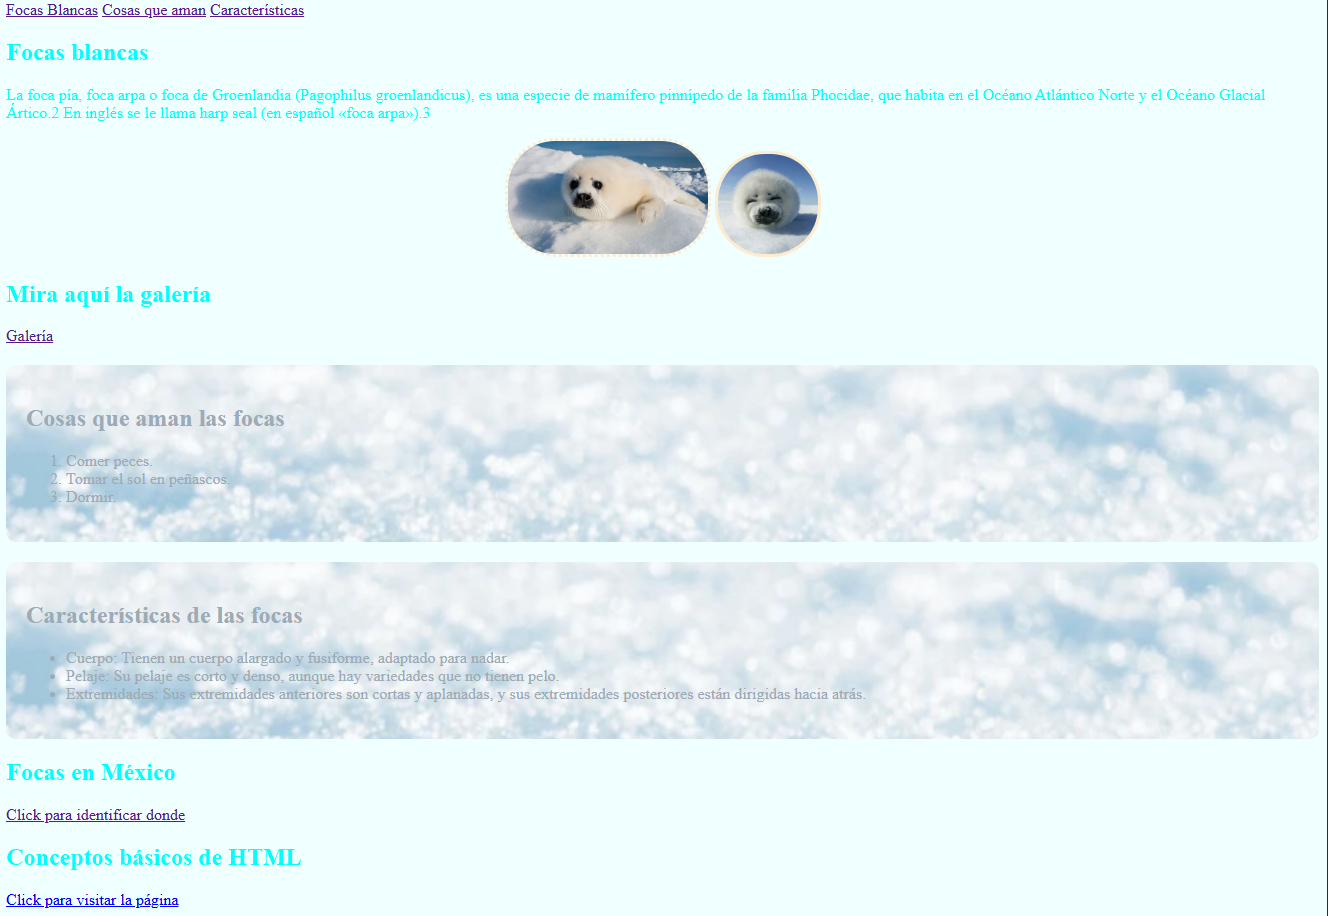 Focas Blancas Cosas que aman Características
Focas blancas
La foca pía, foca arpa o foca de Groenlandia (Pagophilus groenlandicus), es una especie de mamífero pinnípedo de la familia Phocidae, que habita en el Océano Atlántico Norte y el Océano Glacial
Ártico.2 En inglés se le llama harp seal (en español «foca arpa»).3
Mira aquí la galería
Galería
Cosas que aman las focas
1. Comer peces.
2. Tomar el sol en peñascos.
3. Dormir.
Características de las focas
• Cuerpo: Tienen un cuerpo alargado y fusiforme, adaptado para nadar.
• Pelaje: Su pelaje es corto y denso, aunque hay variedades que no tienen pelo.
• Extremidades: Sus extremidades anteriores son cortas y aplanadas, y sus extremidades posteriores están dirigidas hacia atrás.
Focas en México
Click para identificar donde
Conceptos básicos de HTML
Click para visitar la página